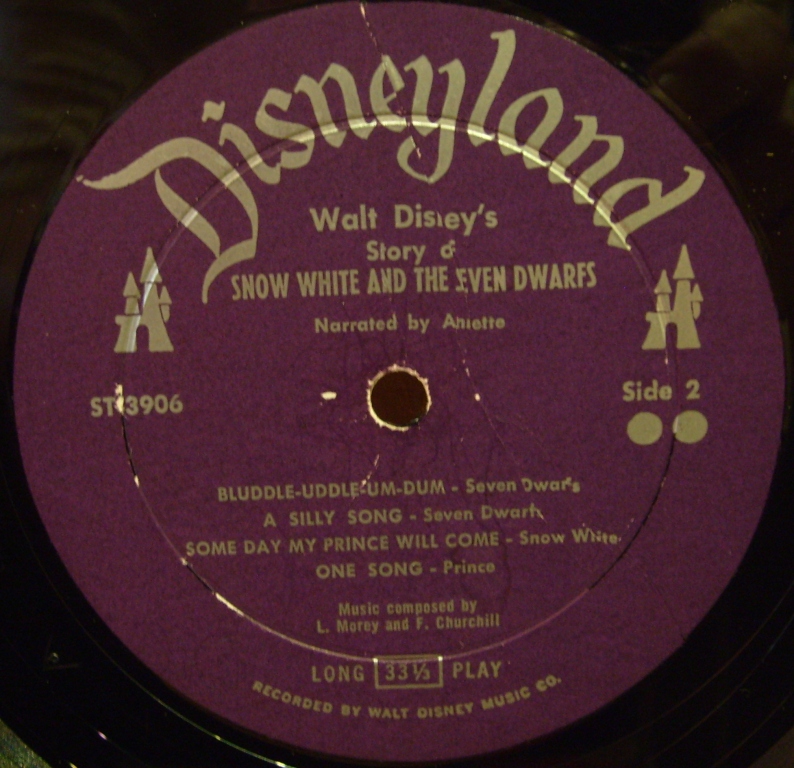 Disneyland
Walt Disney's
Story of
SNOW WHITE AND THE SEVEN DWARFS
Narrated by Annette
ST-3906
Side 2
BLUDDLE-UDDLE-UM-DUM - Seven Dwarfs
A SILLY SONG - Seven Dwarfs
SOME DAY MY PRINCE WILL COME - Snow White
ONE SONG - Prince
Music composed by
L. Morey and F. Churchill
LONG 33⅓ PLAY
RECORDED BY WALT DISNEY MUSIC CO.